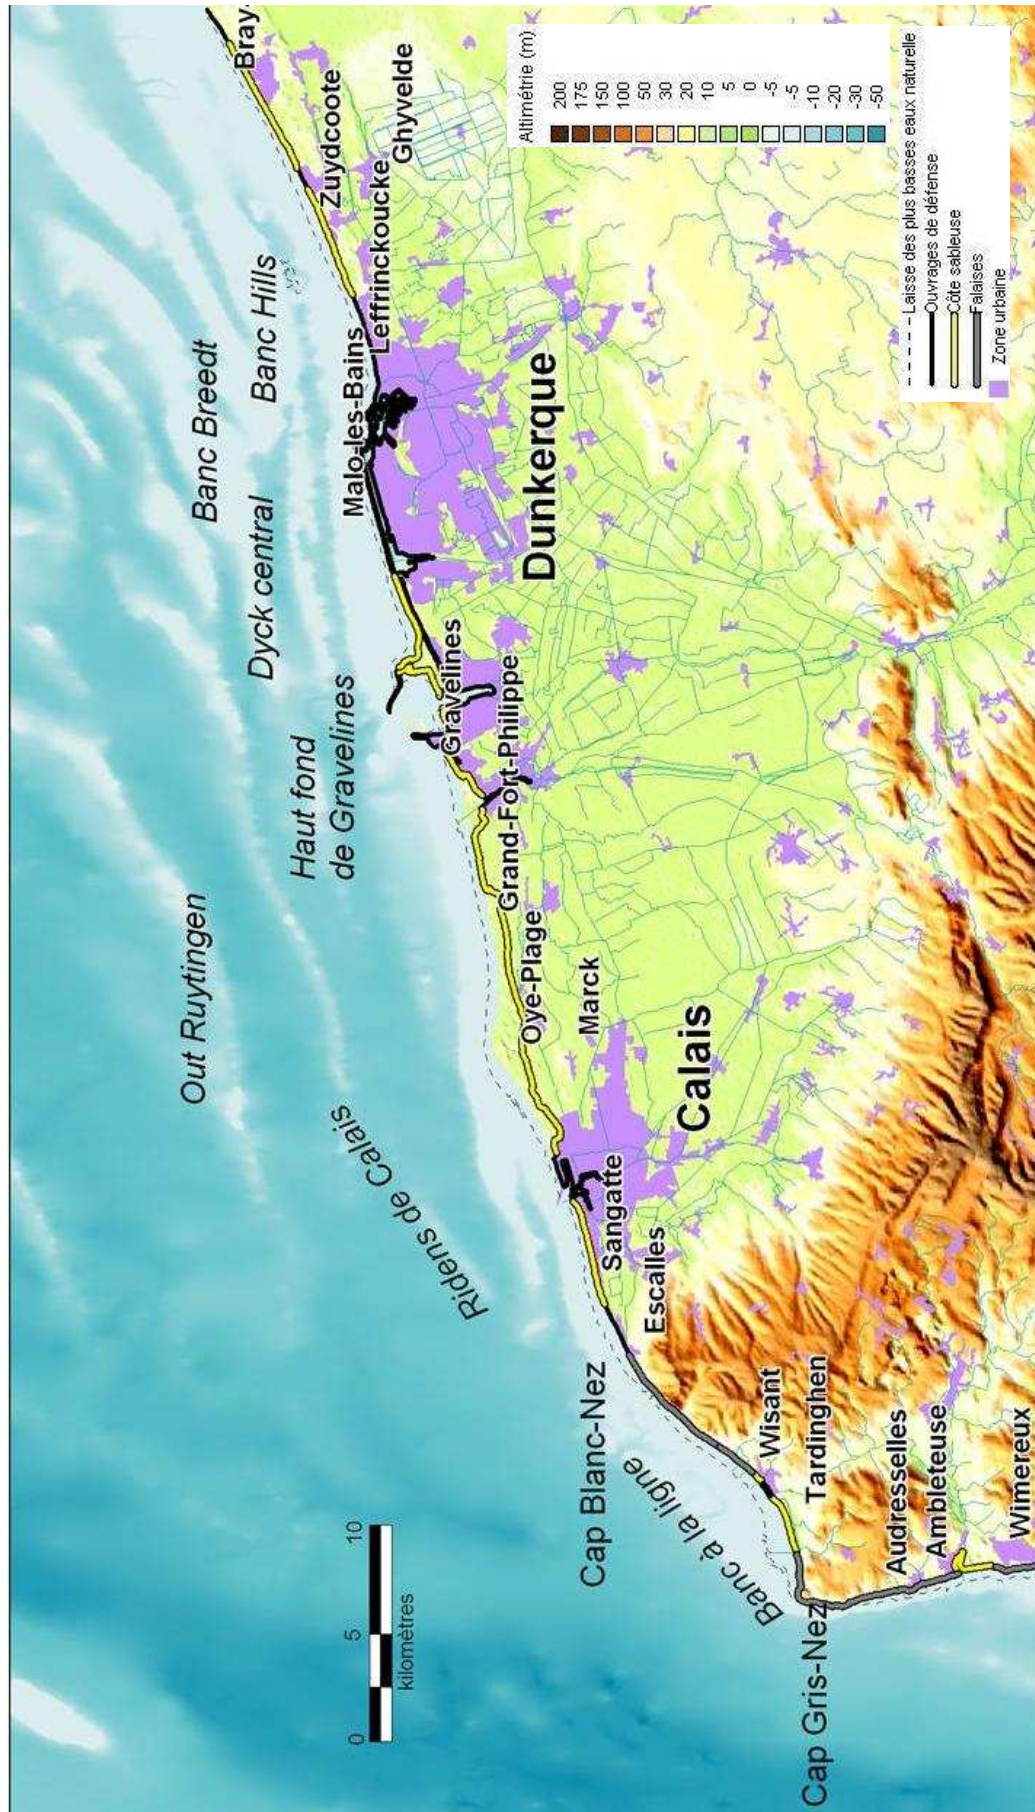 Out Ruytingen
Ridens de Calais
Haut fond
de Gravelines
Dyck central
Banc Breedt
Banc Hills
Cap Blanc-Nez
Banc à la ligne
Cap Gris-Nez
Wimereux
Ambleteuse
Audresselles
Tardinghen
Wisant
Escalles
Sangatte
Calais
Marck
Oye-Plage
Grand-Fort-Philippe
Gravelines
Dunkerque
Malo-les-Bains
Leffrinckoucke
Zuydcoote
Ghyvelde
Bray-
0 5 10
kilomètres
Altimétrie (m)
200
175
150
100
50
30
20
10
5
0
-5
-5
-10
-20
-30
-50
Laisse des plus basses eaux naturelle
Ouvrages de défense
Côte sableuse
Falaises
Zone urbaine